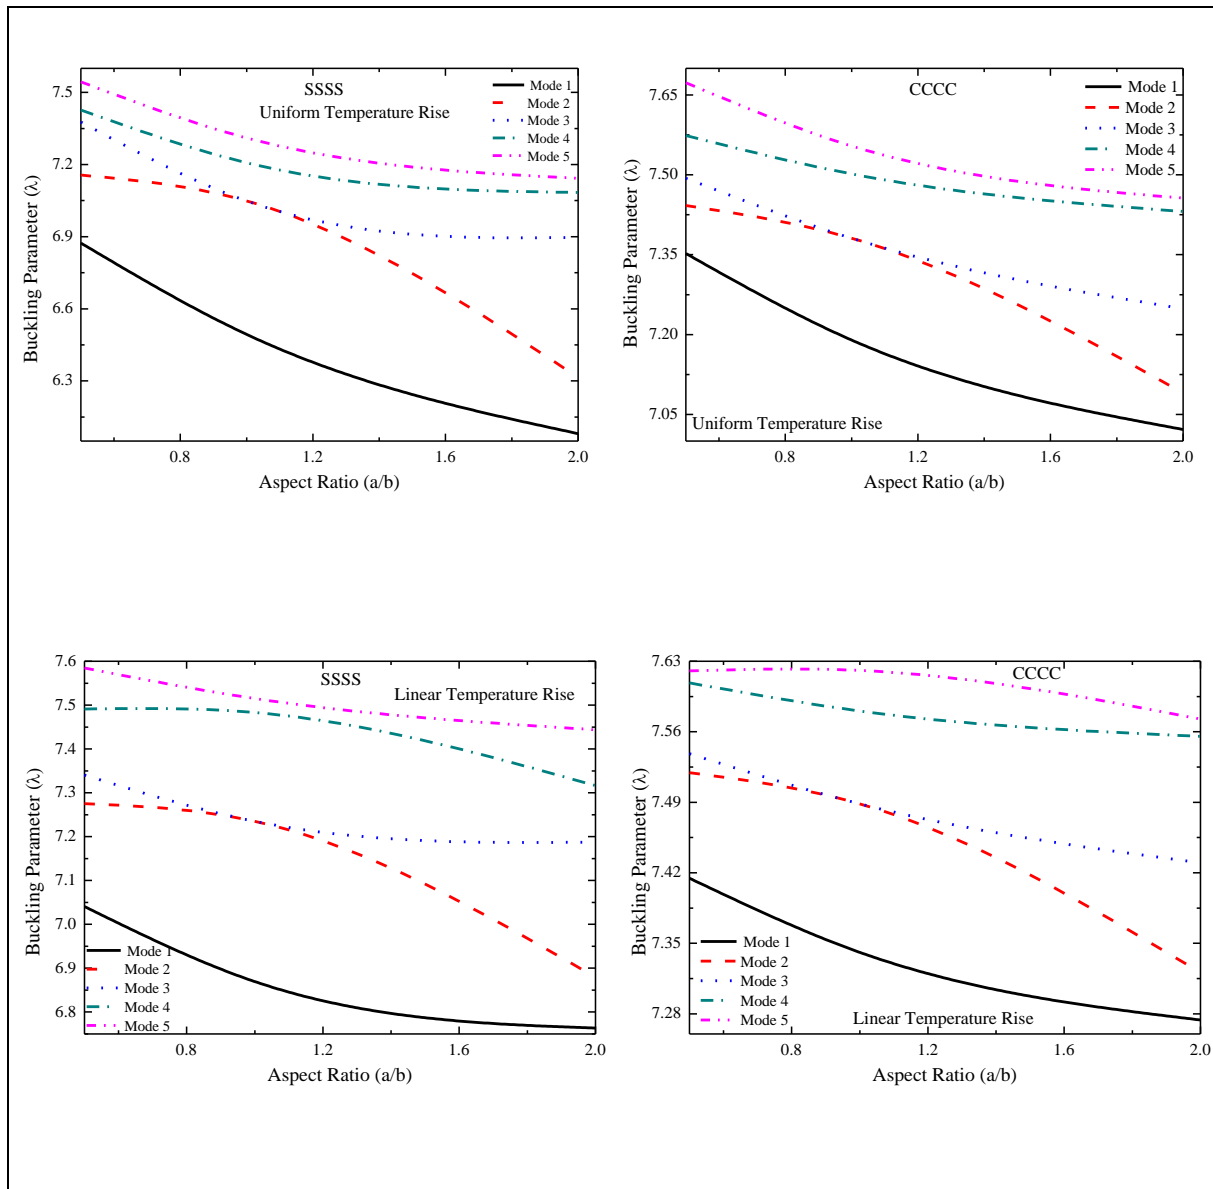 SSSS
Uniform Temperature Rise
Mode 1
Mode 2
Mode 3
Mode 4
Mode 5
7.5
7.2
6.9
6.6
6.3
Buckling Parameter (λ)
0.8
1.2
1.6
2.0
Aspect Ratio (a/b)
CCCC
Mode 1
Mode 2
Mode 3
Mode 4
Mode 5
7.65
7.50
7.35
7.20
7.05
Buckling Parameter (λ)
Uniform Temperature Rise
0.8
1.2
1.6
2.0
Aspect Ratio (a/b)
SSSS
Linear Temperature Rise
7.6
7.5
7.4
7.3
7.2
7.1
7.0
6.9
6.8
Buckling Parameter (λ)
Mode 1
Mode 2
Mode 3
Mode 4
Mode 5
0.8
1.2
1.6
2.0
Aspect Ratio (a/b)
CCCC
7.63
7.56
7.49
7.42
7.35
7.28
Buckling Parameter (λ)
Mode 1
Mode 2
Mode 3
Mode 4
Mode 5
Linear Temperature Rise
0.8
1.2
1.6
2.0
Aspect Ratio (a/b)